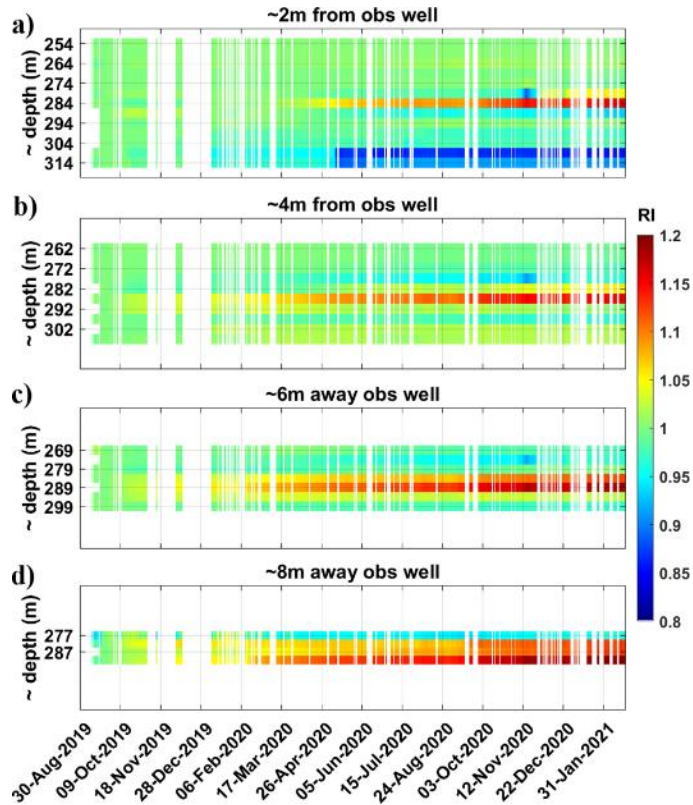 a)
~2m from obs well
~ depth (m)
254
264
274
284
294
304
314
b)
~4m from obs well
~ depth (m)
262
272
282
292
302
RI
1.2
1.15
1.1
1.05
1
0.95
0.9
0.85
0.8
c)
~6m away obs well
~ depth (m)
269
279
289
299
d)
~8m away obs well
~ depth (m)
277
287
30-Aug-2019
09-Oct-2019
18-Nov-2019
28-Dec-2019
06-Feb-2020
17-Mar-2020
26-Apr-2020
05-Jun-2020
15-Jul-2020
24-Aug-2020
03-Oct-2020
12-Nov-2020
22-Dec-2020
31-Jan-2021